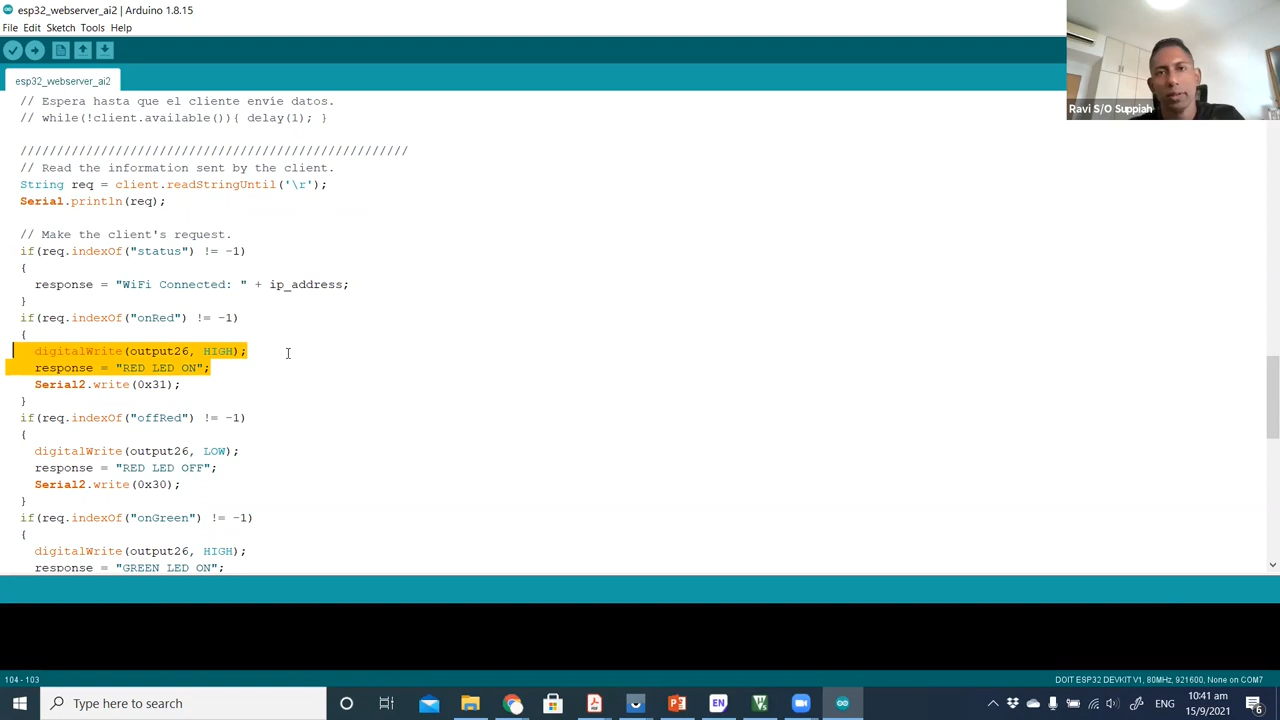 esp32_webserver_ai2 | Arduino 1.8.15
File Edit Sketch Tools Help
esp32_webserver_ai2
// Espera hasta que el cliente envíe datos.
// while(!client.available()){ delay(1); }
/////////////////////////////////////////////////////
// Read the information sent by the client.
String req = client.readStringUntil('\r');
Serial.println(req);
// Make the client's request.
if(req.indexOf("status") != -1)
{
response = "WiFi Connected: " + ip_address;
}
if(req.indexOf("onRed") != -1)
{
digitalWrite(output26, HIGH);
response = "RED LED ON";
Serial2.write(0x31);
}
if(req.indexOf("offRed") != -1)
{
digitalWrite(output26, LOW);
response = "RED LED OFF";
Serial2.write(0x30);
}
if(req.indexOf("onGreen") != -1)
{
digitalWrite(output26, HIGH);
response = "GREEN LED ON";
Ravi S/O Suppiah
104 - 103
DOIT ESP32 DEVKIT V1, 80MHz, 921600, None on COM7
Type here to search
EN
ENG
10:41 am
15/9/2021
6